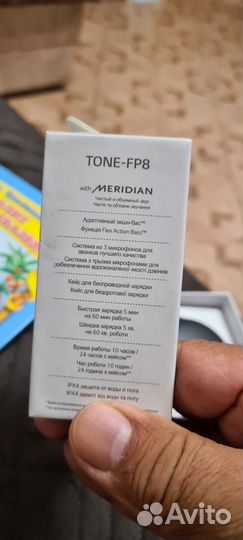 TONE-FP8
with MERIDIAN
Чистый и объемный звук
Чисте та об'ємне звучання
Адаптивный экшн-бас™
Функція Flex Action Bass™
Система из 3 микрофонов для
звонков лучшего качества
Система з трьома мікрофонами для
забезпечення вдосконаленої якості дзвінків
Кейс для беспроводной зарядки
Кейс для бездротової зарядки
Быстрая зарядка 5 мин
на 60 мин работы
Швидка зарядка 5 хв.
на 60 хв. роботи
Время работы 10 часов /
24 часов с кейсом**
Час роботи 10 годин /
24 година з кейсом**
IPX4 защита от воды и пота
IPX4 захист від води та поту
Avito